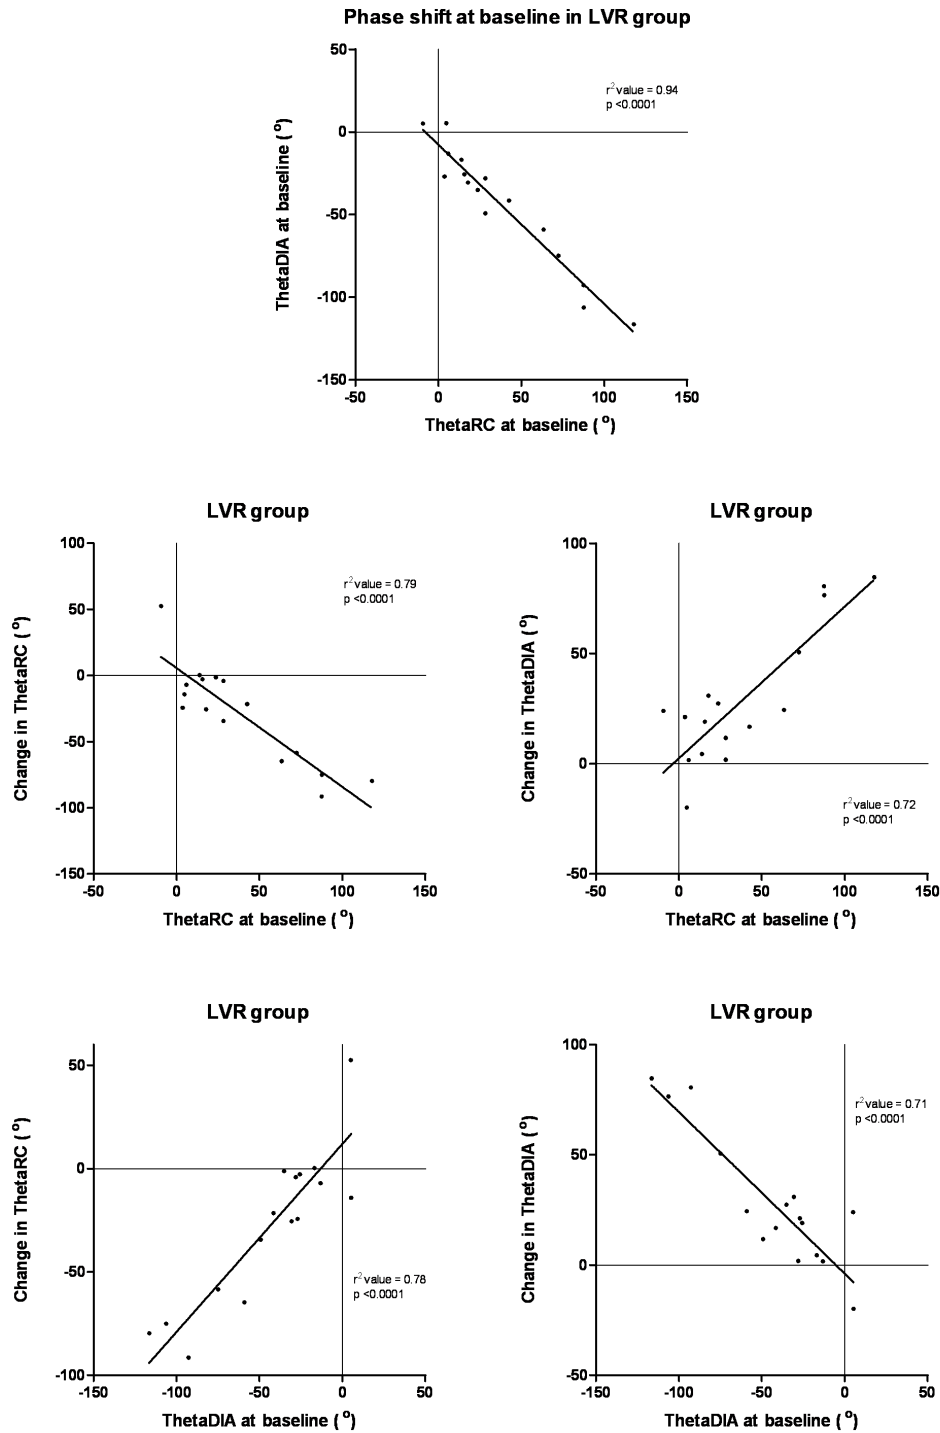 Phase shift at baseline in LVR group
50
r² value = 0.94
p <0.0001
0
ThetaDIA at baseline (°)
-50
-100
-150
-50 0 50 100 150
ThetaRC at baseline (°)
LVR group
100
r² value = 0.79
p <0.0001
50
0
Change in ThetaRC (°)
-50
-100
-150
-50 0 50 100 150
ThetaRC at baseline (°)
LVR group
100
50
Change in ThetaDIA (°)
0
r² value = 0.72
p <0.0001
-50
-50 0 50 100 150
ThetaRC at baseline (°)
LVR group
50
0
Change in ThetaRC (°)
-50
r² value = 0.78
p <0.0001
-100
-150 -100 -50 0 50
ThetaDIA at baseline (°)
LVR group
100
r² value = 0.71
p <0.0001
50
Change in ThetaDIA (°)
0
-50
-150 -100 -50 0 50
ThetaDIA at baseline (°)